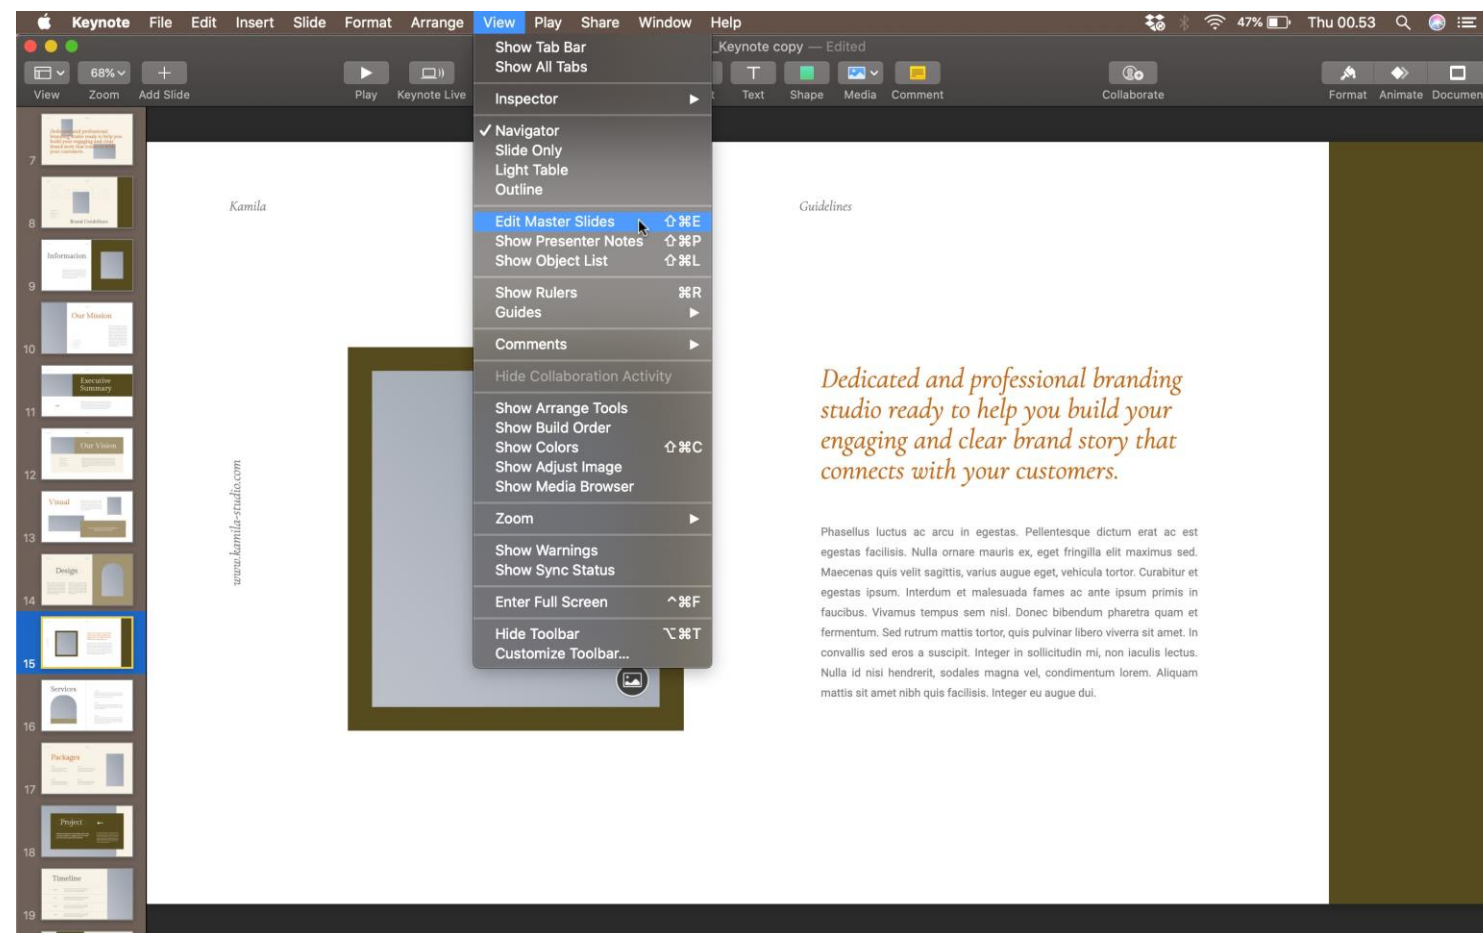 Keynote File Edit Insert Slide Format Arrange View Play Share Window Help 47% Thu 00.53
_Keynote copy — Edited
68%
View Zoom Add Slide Play Keynote Live Text Shape Media Comment Collaborate Format Animate Documen
Show Tab Bar
Show All Tabs
Inspector
Navigator
Slide Only
Light Table
Outline
Edit Master Slides ⇧⌘E
Show Presenter Notes ⇧⌘P
Show Object List ⇧⌘L
Show Rulers ⌘R
Guides
Comments
Hide Collaboration Activity
Show Arrange Tools
Show Build Order
Show Colors ⇧⌘C
Show Adjust Image
Show Media Browser
Zoom
Show Warnings
Show Sync Status
Enter Full Screen ^⌘F
Hide Toolbar ⌥⌘T
Customize Toolbar...
7
8
Brand Guidelines
Information
9
Our Mission
10
Executive
Summary
11
Our Vision
12
Visual
13
Design
14
15
Services
16
Packages
17
Project
18
Timeline
19
Kamila
Guidelines
www.kamila-studio.com
Dedicated and professional branding
studio ready to help you build your
engaging and clear brand story that
connects with your customers.
Phasellus luctus ac arcu in egestas. Pellentesque dictum erat ac est
egestas facilisis. Nulla ornare mauris ex, eget fringilla elit maximus sed.
Maecenas quis velit sagittis, varius augue eget, vehicula tortor. Curabitur et
egestas ipsum. Interdum et malesuada fames ac ante ipsum primis in
faucibus. Vivamus tempus sem nisl. Donec bibendum pharetra quam et
fermentum. Sed rutrum mattis tortor, quis pulvinar libero viverra sit amet. In
convallis sed eros a suscipit. Integer in sollicitudin mi, non iaculis lectus.
Nulla id nisi hendrerit, sodales magna vel, condimentum lorem. Aliquam
mattis sit amet nibh quis facilisis. Integer eu augue dui.